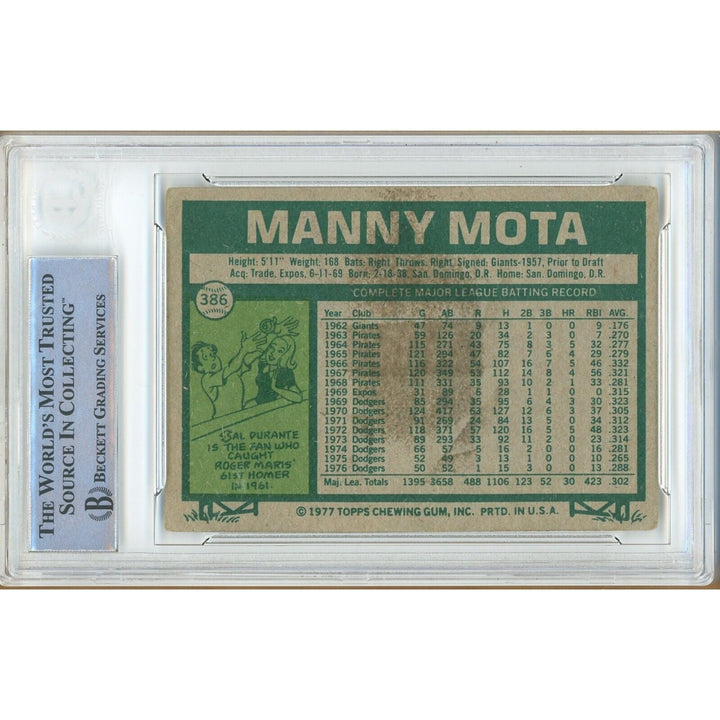 THE WORLD'S MOST TRUSTED
SOURCE IN COLLECTING™
BECKETT GRADING SERVICES
B
MANNY MOTA
Height: 5'11" Weight: 168 Bats: Right Throws: Right Signed: Giants-1957, Prior to Draft
Acq: Trade, Expos, 6-11-69 Born: 2-18-38, San. Domingo, D.R. Home: San. Domingo, D.R.
386
COMPLETE MAJOR LEAGUE BATTING RECORD
Year Club G AB R H 2B 3B HR RBI AVG.
1962 Giants 47 74 H 13 1 0 0 9 .176
1963 Pirates 59 126 20 34 2 3 0 7 .270
1964 Pirates 115 271 43 75 8 3 5 32 .277
1965 Pirates 121 294 47 82 7 6 4 29 .279
1966 Pirates 116 322 54 107 16 7 5 46 .332
1967 Pirates 120 349 53 112 14 8 4 56 .321
1968 Pirates 111 331 35 93 10 2 1 33 .281
1969 Expos 31 89 6 28 1 0 0 0 .315
1969 Dodgers 85 294 35 6 4 3 30 .323
1970 Dodgers 124 417 63 127 12 6 3 37 .305
1971 Dodgers 91 269 24 84 13 5 0 34 .312
1972 Dodgers 118 371 57 120 16 5 5 48 .323
1973 Dodgers 89 293 33 92 11 2 0 23 .314
1974 Dodgers 66 57 5 16 2 0 0 16 .281
1975 Dodgers 52 49 3 13 1 0 0 .265
1976 Dodgers 50 52 1 15 3 0 0 13 .288
Maj. Lea. Totals 1395 3658 488 1106 123 52 30 423 .302
SAL DURANTE
IS THE FAN WHO
CAUGHT
ROGER MARIS'
61ST HOMER
IN 1961.
© 1977 TOPPS CHEWING GUM, INC. PRTD. IN U.S.A.